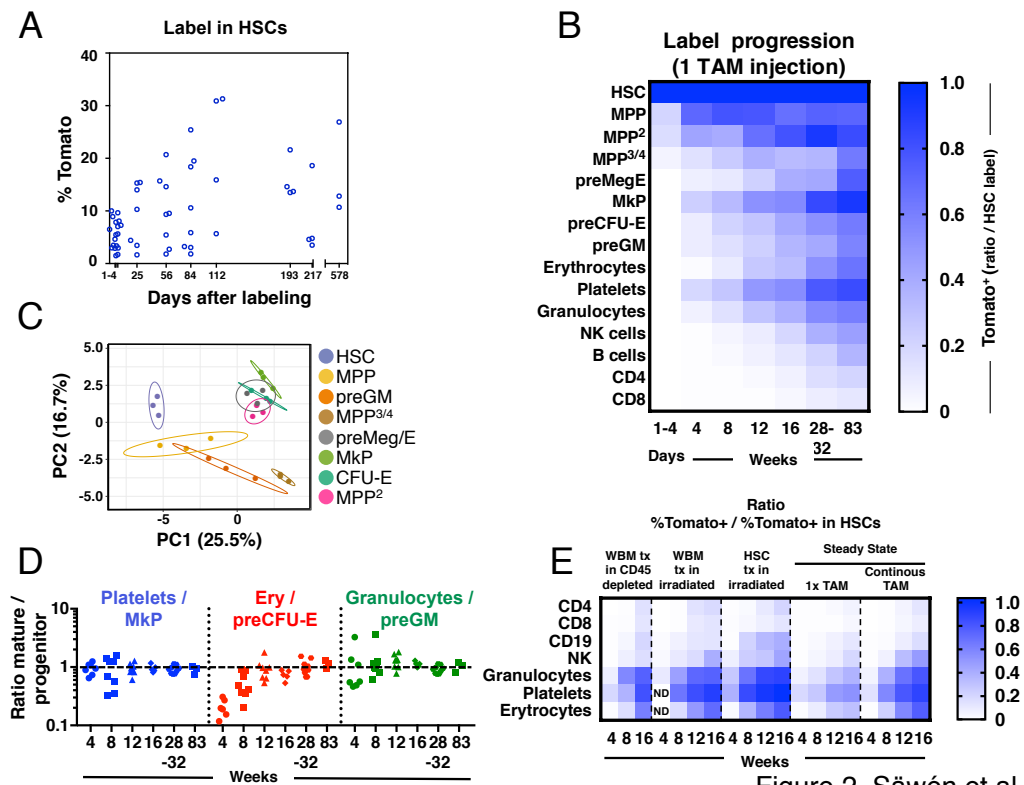 A
Label in HSCs
% Tomato
40
30
20
10
0
1-4
25
56
84
112
193
217
578
Days after labeling
B
Label progression
(1 TAM injection)
HSC
MPP
MPP2
MPP3/4
preMegE
MkP
preCFU-E
preGM
Erythrocytes
Platelets
Granulocytes
NK cells
B cells
CD4
CD8
1-4 4 8 12 16 28- 83
32
Days Weeks
1.0
0.8
0.6
0.4
0.2
0
Tomato+ (ratio / HSC label)
C
PC2 (16.7%)
5.0
2.5
0
-2.5
-5.0
-5 0
PC1 (25.5%)
HSC
MPP
preGM
MPP3/4
preMeg/E
MkP
CFU-E
MPP2
D
Ratio mature /
progenitor
10
1
0.1
Platelets /
MkP
Ery /
preCFU-E
Granulocytes /
preGM
4 8 12 16 28 83 4 8 12 16 28 83 4 8 12 16 28 83
-32 -32 -32
Weeks
E
Ratio
%Tomato+ / %Tomato+ in HSCs
WBM tx
in CD45
depleted
WBM
tx in
irradiated
HSC
tx in
irradiated
Steady State
1x TAM
Continous
TAM
CD4
CD8
CD19
NK
Granulocytes
Platelets
Erytrocytes
ND
ND
4 8 16 4 8 12 16 4 8 12 16 4 8 12 16 4 8 12 16
Weeks
1.0
0.8
0.6
0.4
0.2
0